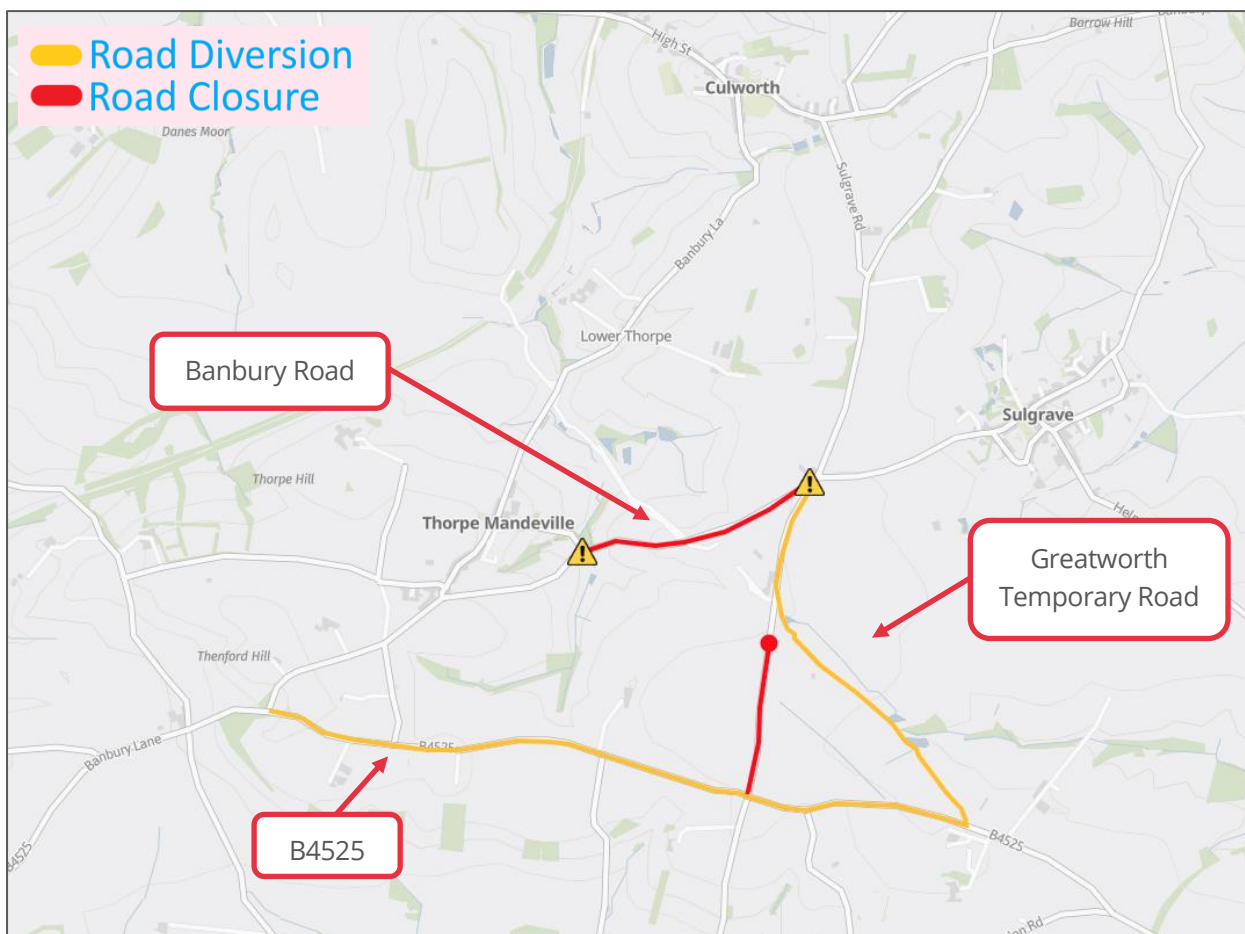 Road Diversion
Road Closure
Danes Moor
High St
Culworth
Barrow Hill
Sulgrave Rd
Banbury La
Lower Thorpe
Banbury Road
Sulgrave
Thorpe Hill
Thorpe Mandeville
Greatworth
Temporary Road
Thenford Hill
Banbury Lane
B4525
B4525
B4525
B4525